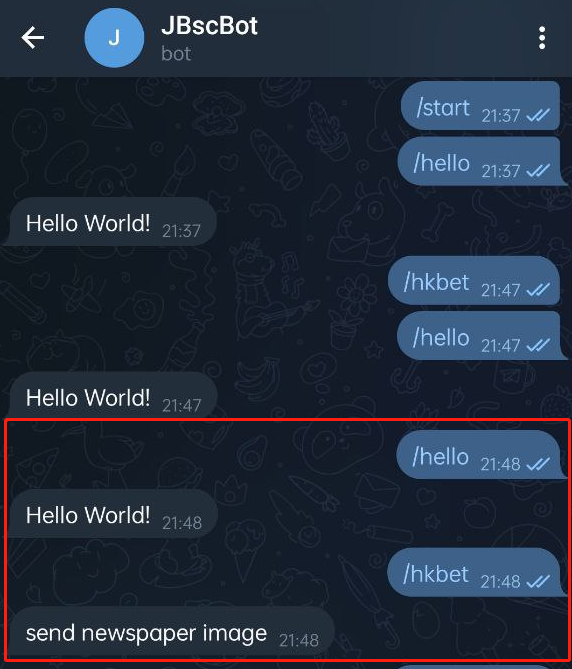 J
JBscBot
bot
/start 21:37
/hello 21:37
Hello World! 21:37
/hkbet 21:47
/hello 21:47
Hello World! 21:47
/hello 21:48
Hello World! 21:48
/hkbet 21:48
send newspaper image 21:48